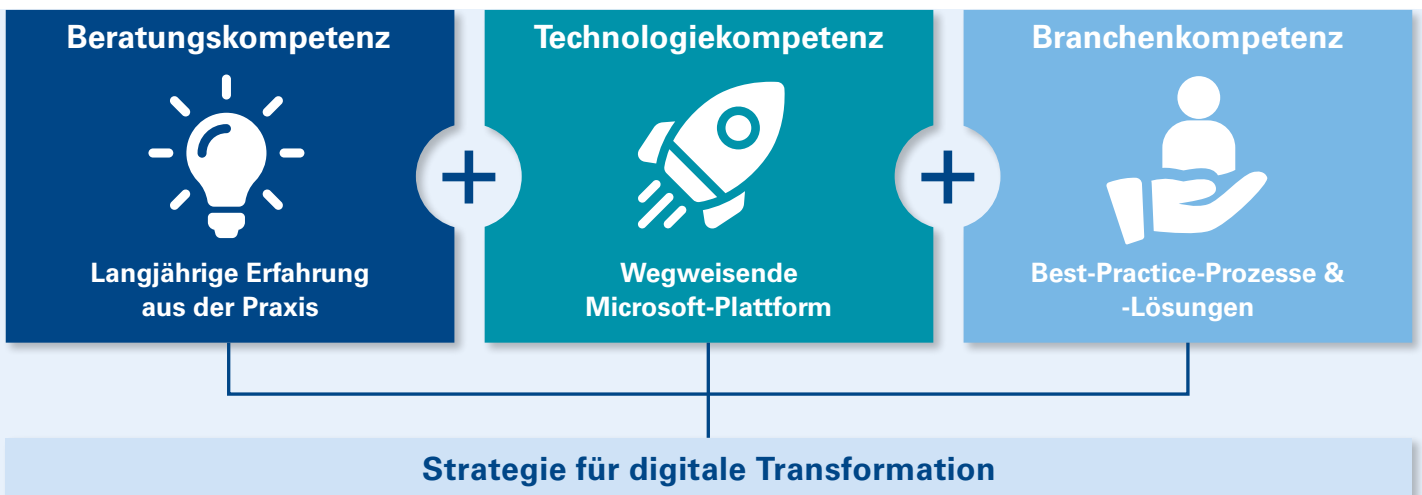 Beratungskompetenz
Langjährige Erfahrung
aus der Praxis
+
Technologiekompetenz
Wegweisende
Microsoft-Plattform
+
Branchenkompetenz
Best-Practice-Prozesse &
-Lösungen
Strategie für digitale Transformation